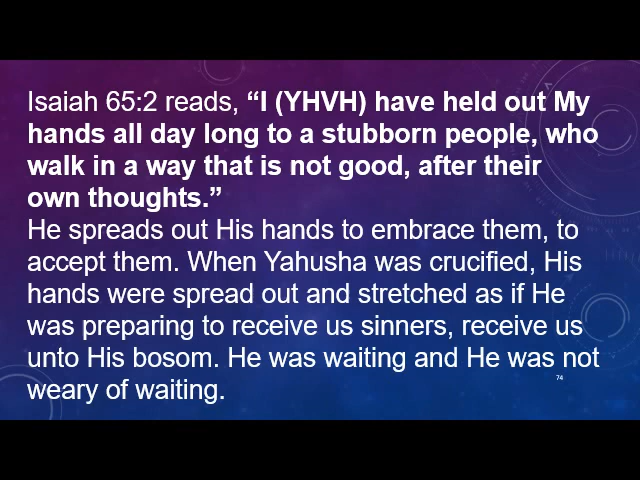 Isaiah 65:2 reads, “I (YHVH) have held out My
hands all day long to a stubborn people, who
walk in a way that is not good, after their
own thoughts.”
He spreads out His hands to embrace them, to
accept them. When Yahusha was crucified, His
hands were spread out and stretched as if He
was preparing to receive us sinners, receive us
unto His bosom. He was waiting and He was not
weary of waiting.
74